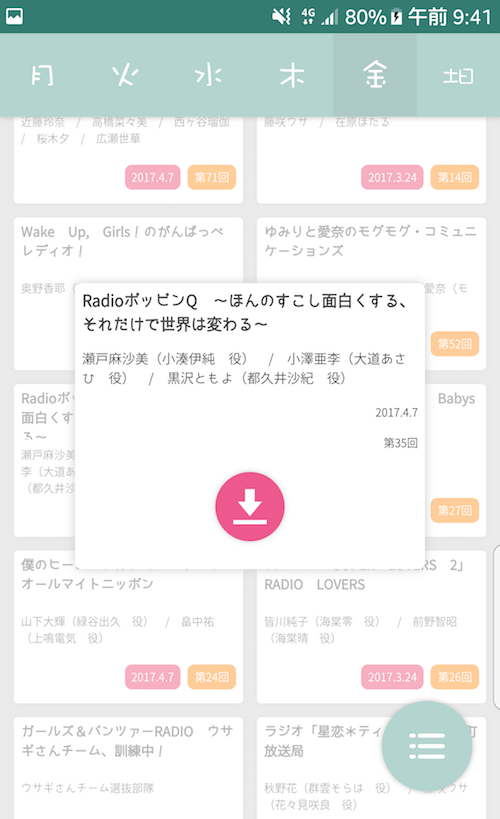 4G 80% 午前 9:41
月 火 水 木 金 土日
近藤玲奈 / 高橋菜々美 / 西ヶ谷瑠伽
/ 桜木夕 / 広瀬世華
2017.4.7 第71回
藤咲ウサ / 在原ほたる
2017.3.24 第14回
Wake Up, Girls!のがんばっぺ
レディオ!
奥野香耶(
ゆみりと愛奈のモグモグ・コミュニ
ケーションズ
愛奈(モ
第52回
RadioポッピンQ ～ほんのすこし面白くする、
それだけで世界は変わる～
瀬戸麻沙美(小湊伊純 役) / 小澤亜李(大道あさ
ひ 役) / 黒沢ともよ(都久井沙紀 役)
2017.4.7
第35回
Radioポッ
面白くす
る～
瀬戸麻沙美
李(大道あ
(都久井沙
Babys
第27回
僕のヒー
オールマイトニッポン
山下大輝(緑谷出久 役) / 畠中祐
(上鳴電気 役)
2017.4.7 第24回
LOVERS 2」
RADIO LOVERS
皆川純子(海棠零 役) / 前野智昭
(海棠晴 役)
2017.3.24 第26回
ガールズ＆パンツァーRADIO ウサ
ギさんチーム、訓練中!
ウサギさんチーム選抜部隊
ラジオ「星恋＊ティ
町
放送局
秋野花(群雲そらは 役) /
咲ウサ
(花々見咲良 役)